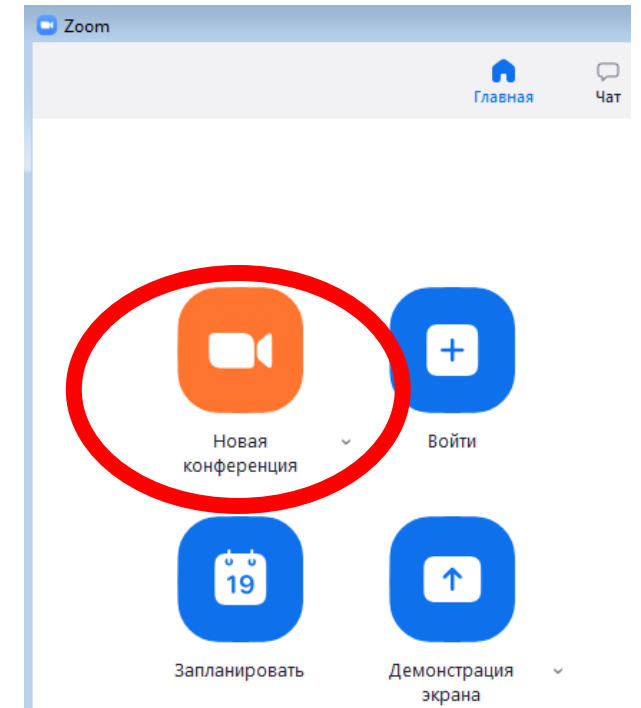 Zoom
Главная
Чат
Новая
конференция
Войти
19
Запланировать
Демонстрация
экрана